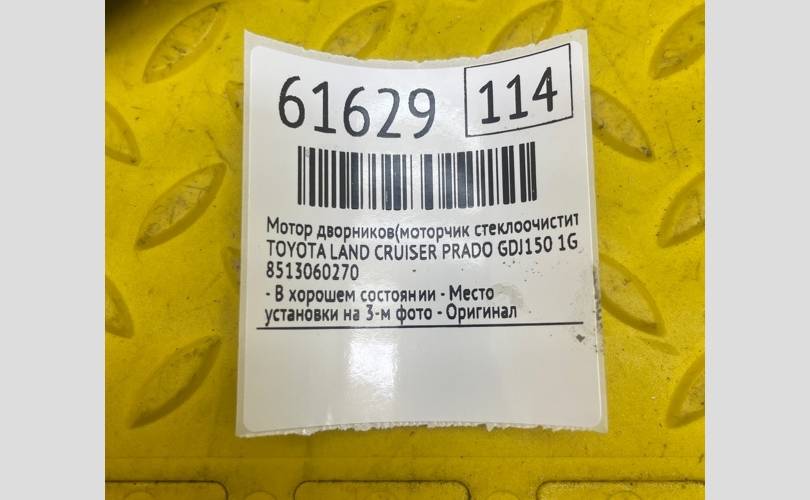 61629 114
Мотор дворников(моторчик стеклоочистит
TOYOTA LAND CRUISER PRADO GDJ150 1G
8513060270
- В хорошем состоянии - Место
установки на 3-м фото - Оригинал